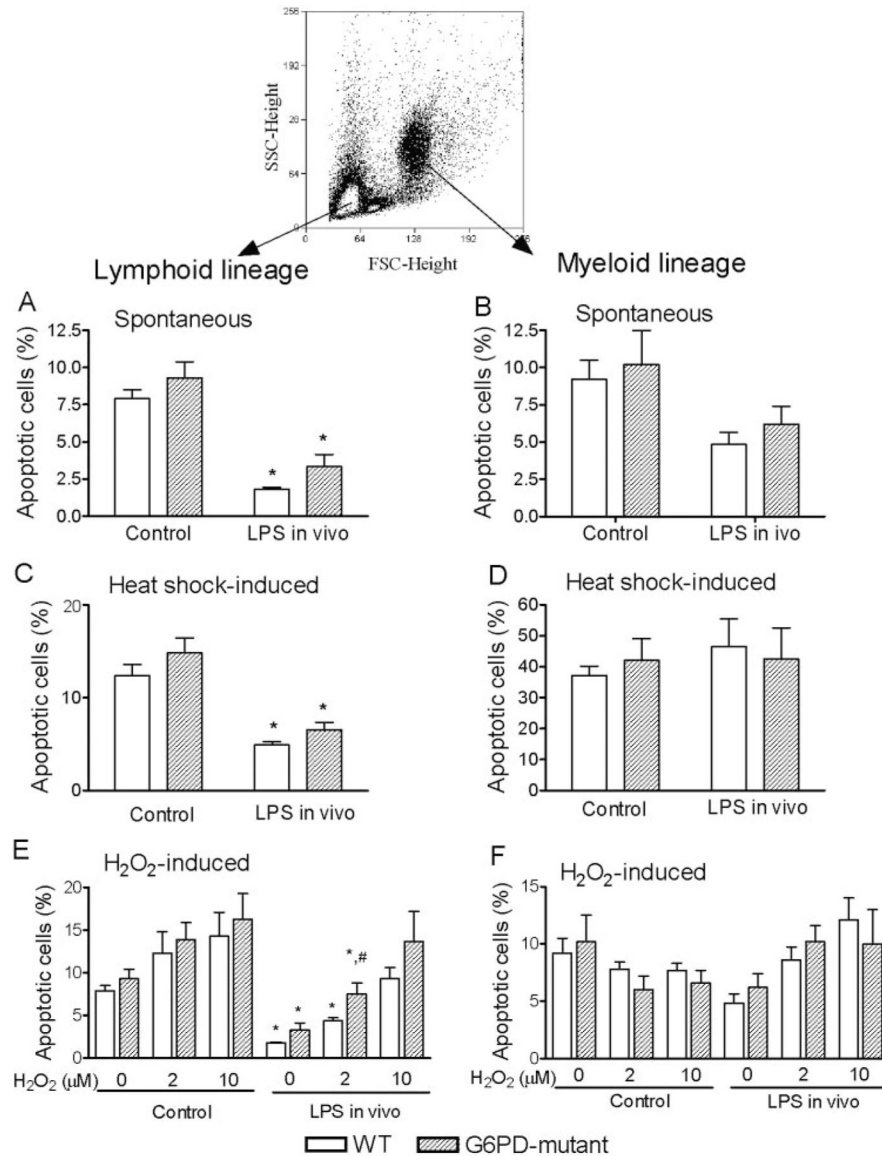 256
192
28
64
0
SSC-Height
0 64 128 192 256
FSC-Height
Lymphoid lineage
Myeloid lineage
A
Spontaneous
Apoptotic cells (%)
12.5
10.0
7.5
5.0
2.5
0.0
* *
Control LPS in vivo
B
Spontaneous
Apoptotic cells (%)
12.5
10.0
7.5
5.0
2.5
0.0
Control LPS in ivo
C
Heat shock-induced
Apoptotic cells (%)
20
10
0
* *
Control LPS in vivo
D
Heat shock-induced
Apoptotic cells (%)
60
50
40
30
20
10
0
Control LPS in vivo
E
H₂O₂-induced
Apoptotic cells (%)
20
15
10
5
0
* * * *,#
H₂O₂ (μM) 0 2 10 0 2 10
Control LPS in vivo
F
H₂O₂-induced
Apoptotic cells (%)
15
10
5
0
H₂O₂ (μM) 0 2 10 0 2 10
Control LPS in vivo
WT G6PD-mutant